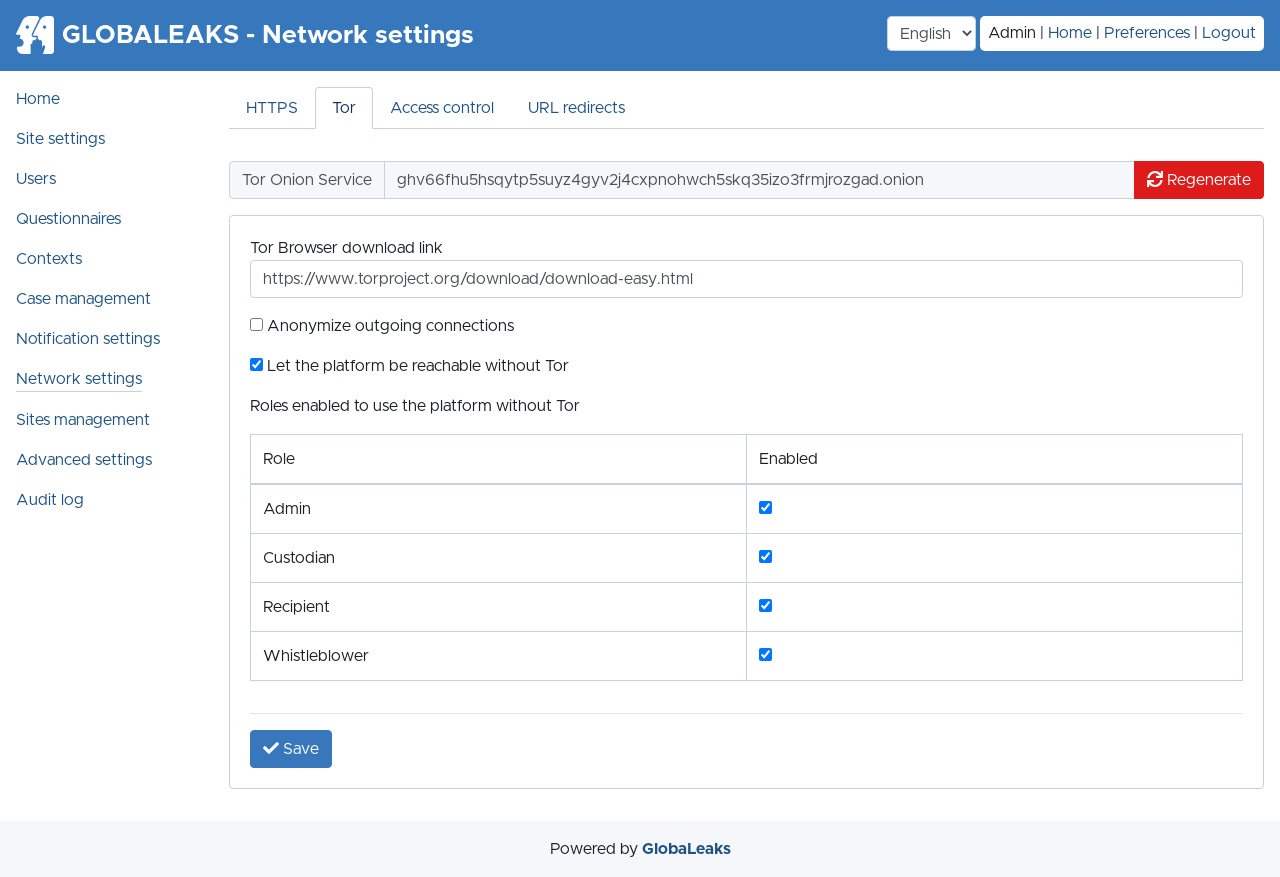 GLOBALEAKS - Network settings
English
Admin | Home | Preferences | Logout
Home
Site settings
Users
Questionnaires
Contexts
Case management
Notification settings
Network settings
Sites management
Advanced settings
Audit log
HTTPS Tor Access control URL redirects
Tor Onion Service ghv66fhu5hsqytp5suyz4gyv2j4cxpnohwch5skq35izo3frmjrozgad.onion Regenerate
Tor Browser download link
https://www.torproject.org/download/download-easy.html
Anonymize outgoing connections
Let the platform be reachable without Tor
Roles enabled to use the platform without Tor
Role Enabled
Admin
Custodian
Recipient
Whistleblower
Save
Powered by GlobaLeaks